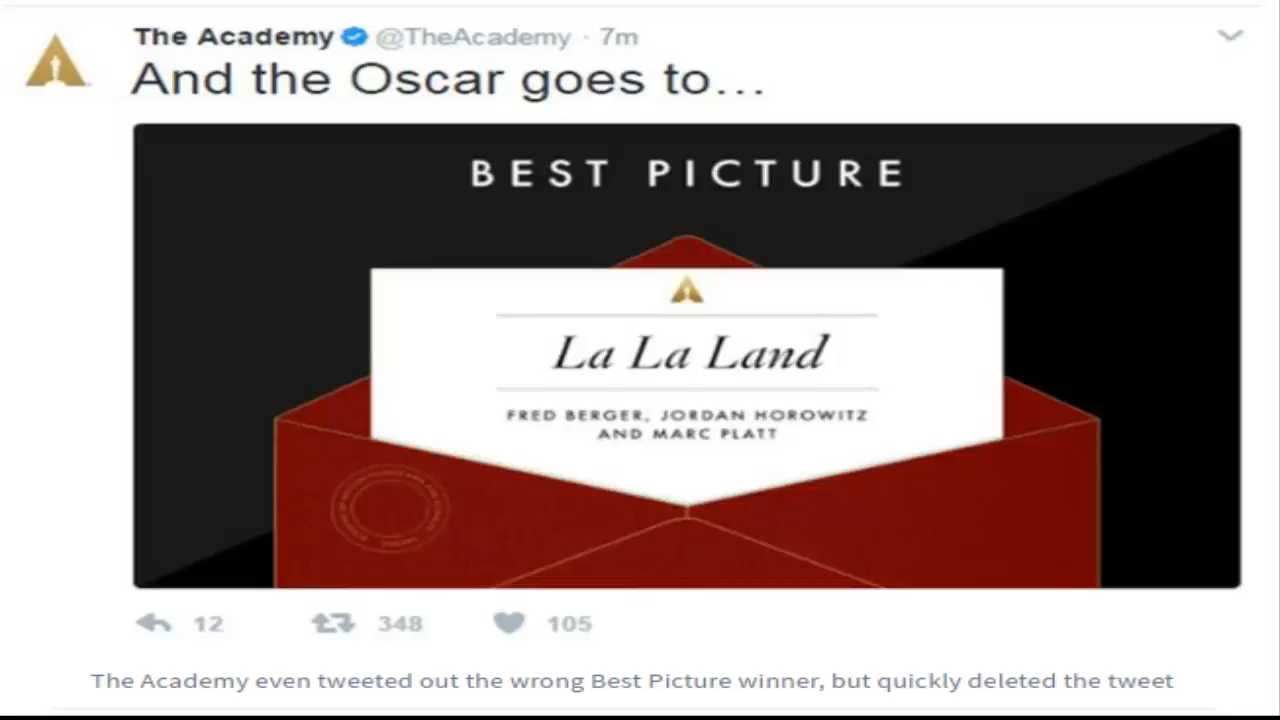 The Academy @TheAcademy · 7m
And the Oscar goes to...
BEST PICTURE
La La Land
FRED BERGER, JORDAN HOROWITZ
AND MARC PLATT
12 348 105
The Academy even tweeted out the wrong Best Picture winner, but quickly deleted the tweet